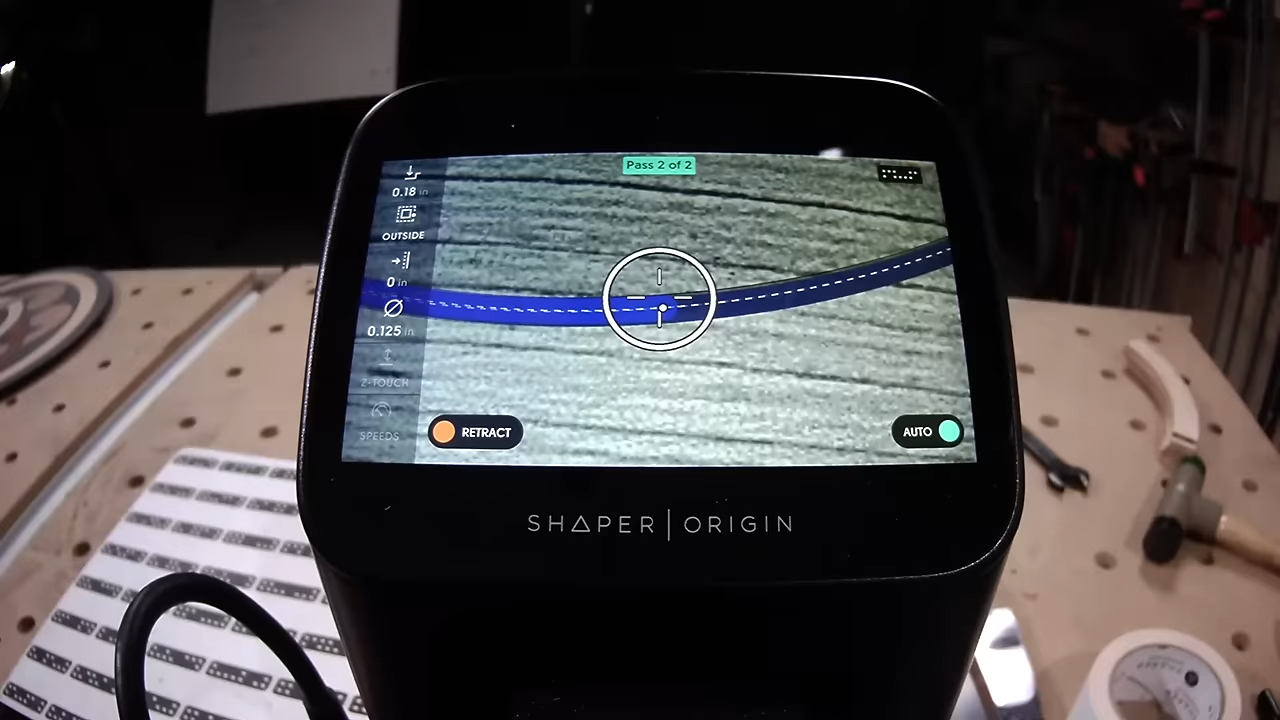 Pass 2 of 2
0.18 in
OUTSIDE
0 in
0.125 in
Z-TOUCH
SPEEDS
RETRACT
AUTO
SHAPER | ORIGIN